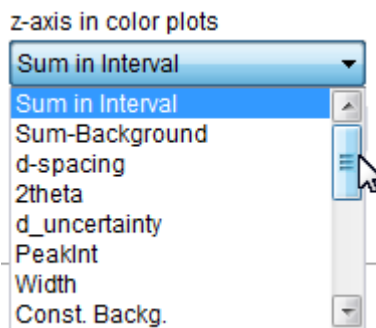 z-axis in color plots
Sum in Interval
Sum in Interval
Sum-Background
d-spacing
2theta
d_uncertainty
PeakInt
Width
Const. Backg.